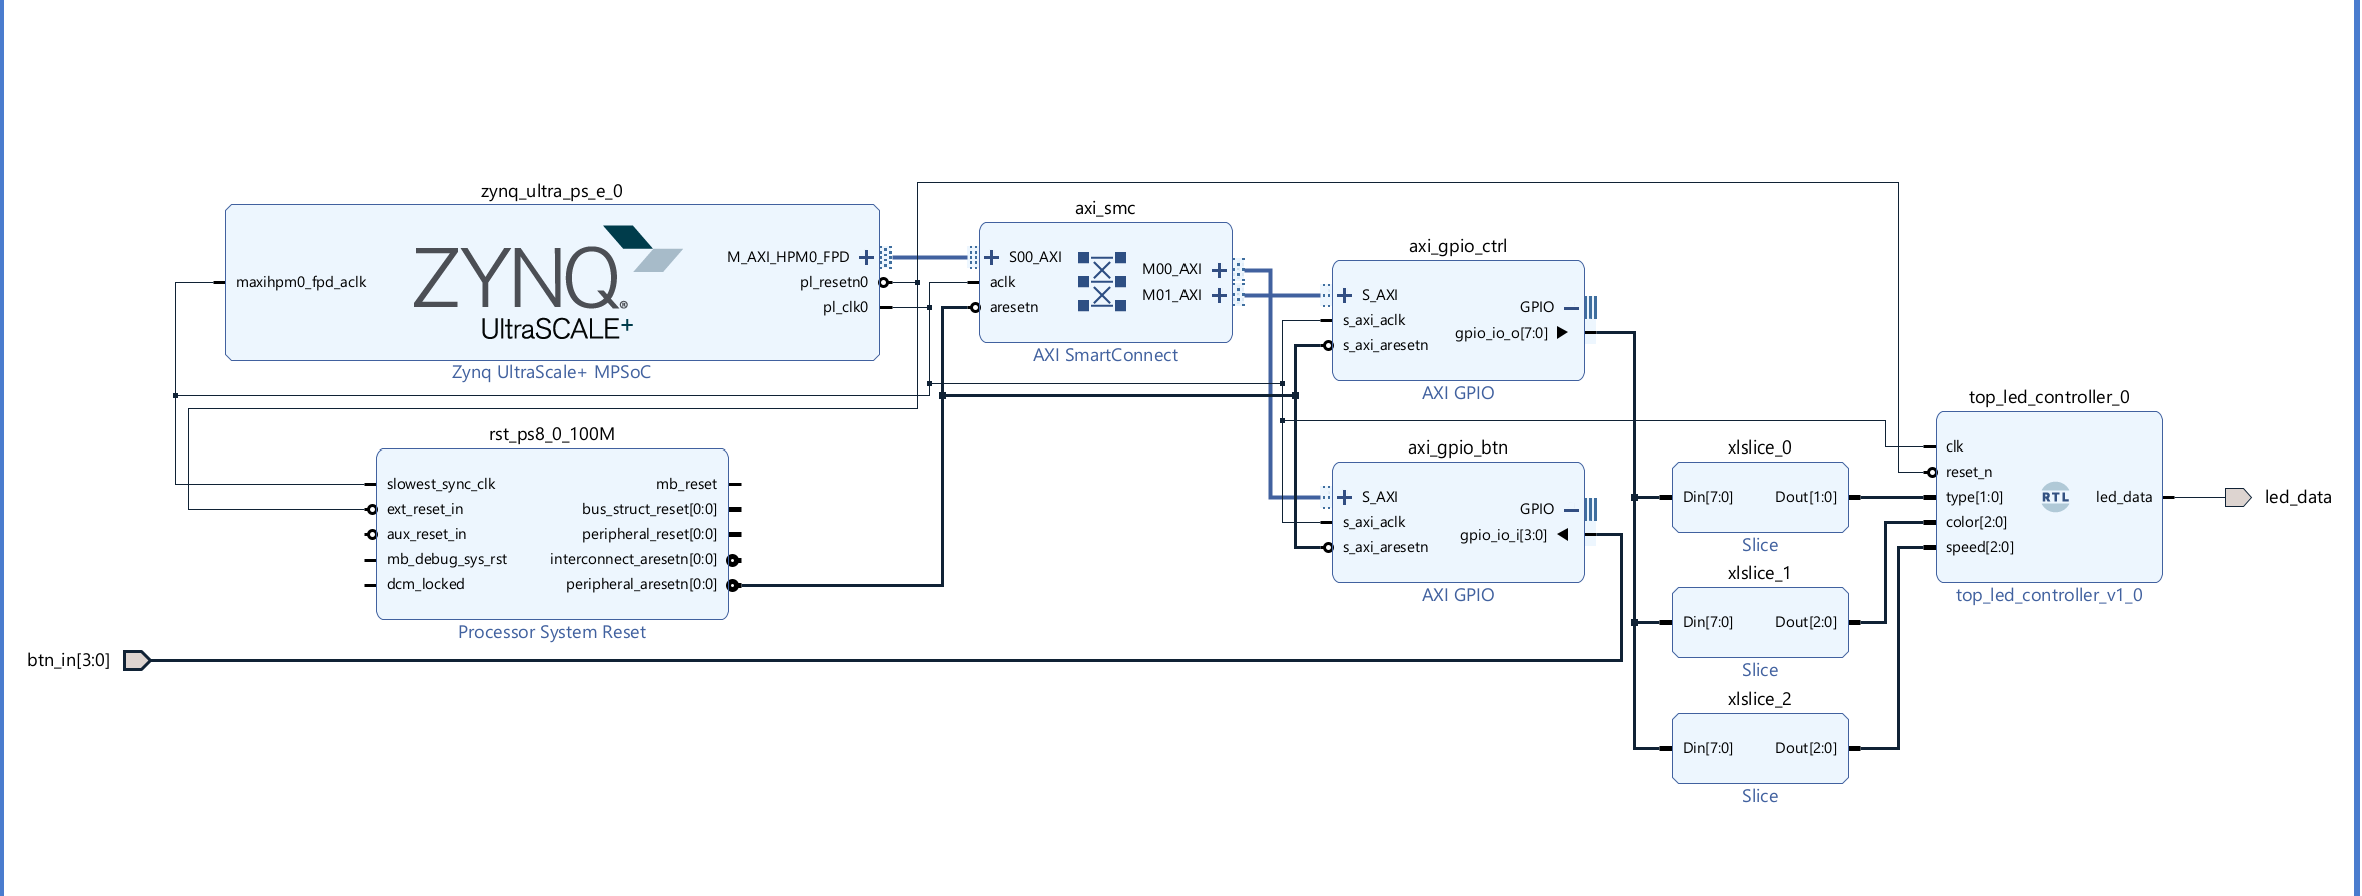 zynq_ultra_ps_e_0
maxihpm0_fpd_aclk
ZYNQ®
UltraSCALE+
M_AXI_HPM0_FPD
pl_resetn0
pl_clk0
Zynq UltraScale+ MPSoC
rst_ps8_0_100M
slowest_sync_clk
ext_reset_in
aux_reset_in
mb_debug_sys_rst
dcm_locked
mb_reset
bus_struct_reset[0:0]
peripheral_reset[0:0]
interconnect_aresetn[0:0]
peripheral_aresetn[0:0]
Processor System Reset
btn_in[3:0]
axi_smc
S00_AXI
aclk
aresetn
M00_AXI
M01_AXI
AXI SmartConnect
axi_gpio_ctrl
S_AXI
s_axi_aclk
s_axi_aresetn
GPIO
gpio_io_o[7:0]
AXI GPIO
axi_gpio_btn
S_AXI
s_axi_aclk
s_axi_aresetn
GPIO
gpio_io_i[3:0]
AXI GPIO
xlslice_0
Din[7:0]
Dout[1:0]
Slice
xlslice_1
Din[7:0]
Dout[2:0]
Slice
xlslice_2
Din[7:0]
Dout[2:0]
Slice
top_led_controller_0
clk
reset_n
type[1:0]
color[2:0]
speed[2:0]
RTL
led_data
top_led_controller_v1_0
led_data